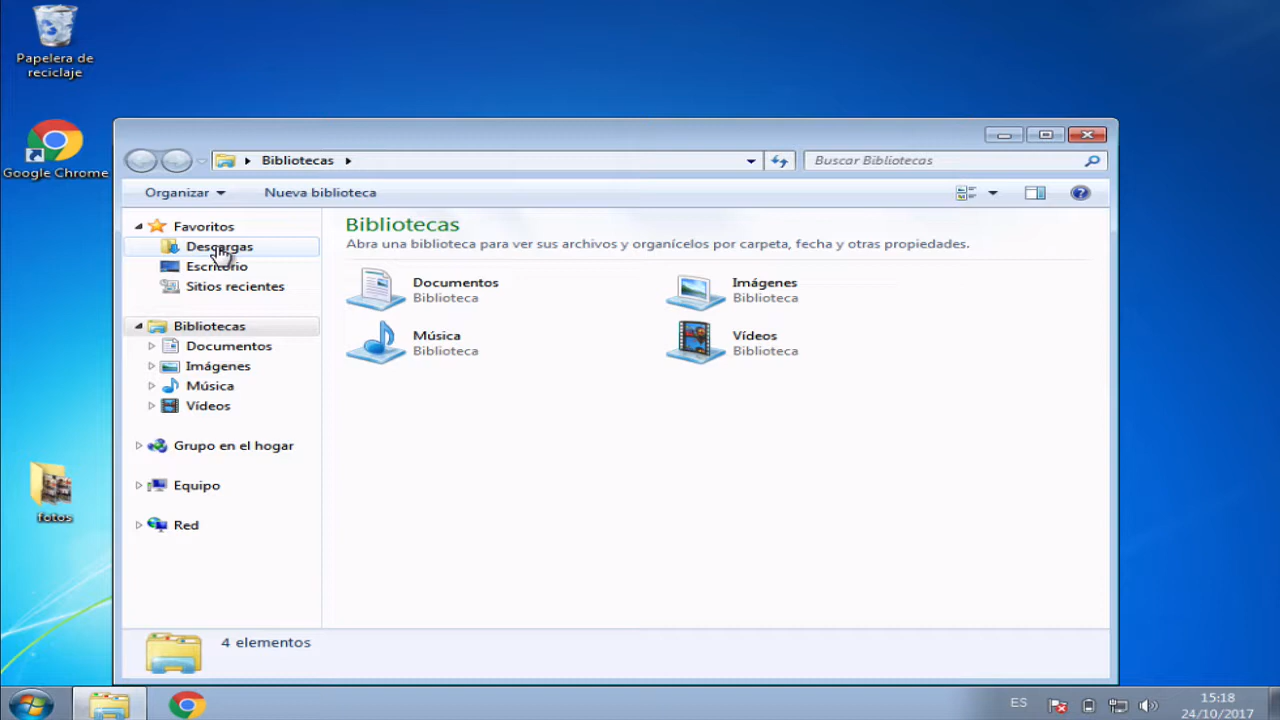 Papelera de
reciclaje
Google Chrome
fotos
Bibliotecas
Buscar Bibliotecas
Organizar
Nueva biblioteca
Favoritos
Descargas
Escritorio
Sitios recientes
Bibliotecas
Documentos
Imágenes
Música
Vídeos
Grupo en el hogar
Equipo
Red
Bibliotecas
Abra una biblioteca para ver sus archivos y organícelos por carpeta, fecha y otras propiedades.
Documentos
Biblioteca
Imágenes
Biblioteca
Música
Biblioteca
Vídeos
Biblioteca
4 elementos
ES
15:18
24/10/2017